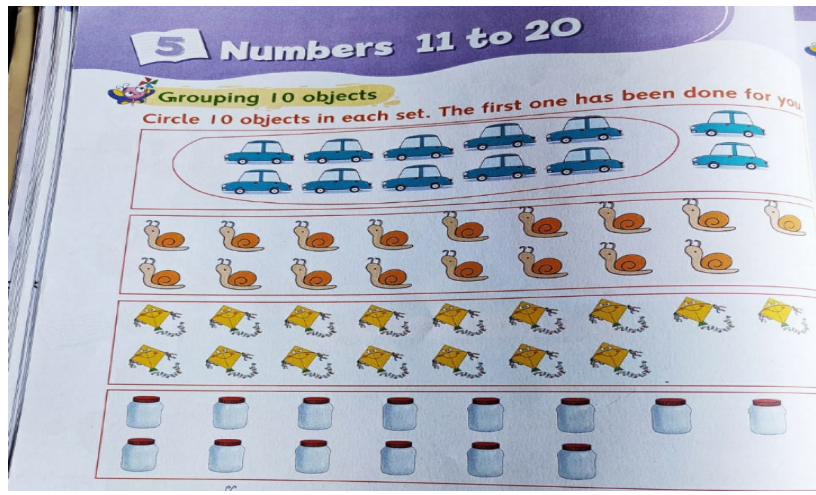 5 Numbers 11 to 20
Grouping 10 objects
Circle 10 objects in each set. The first one has been done for you